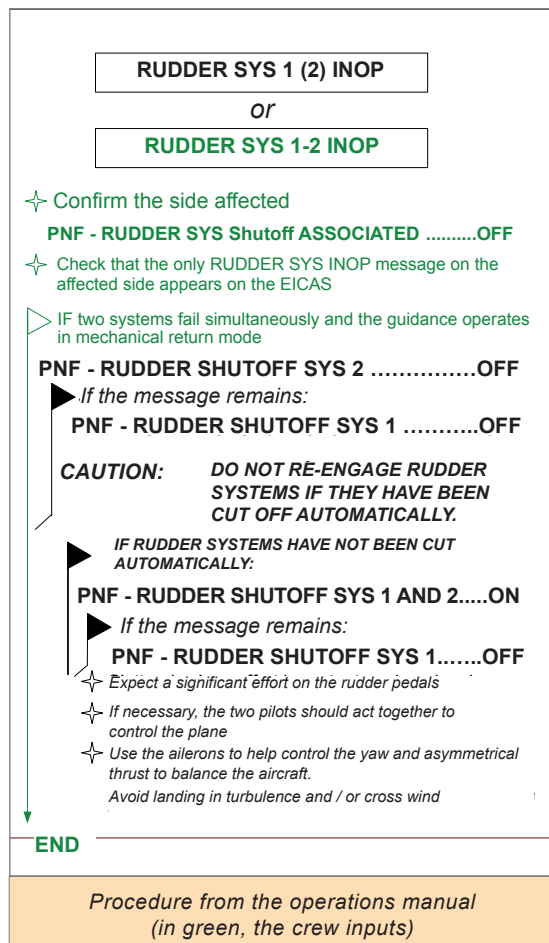 RUDDER SYS 1 (2) INOP
or
RUDDER SYS 1-2 INOP
Confirm the side affected
PNF - RUDDER SYS Shutoff ASSOCIATED ..........OFF
Check that the only RUDDER SYS INOP message on the
affected side appears on the EICAS
IF two systems fail simultaneously and the guidance operates
in mechanical return mode
PNF - RUDDER SHUTOFF SYS 2 ……………OFF
If the message remains:
PNF - RUDDER SHUTOFF SYS 1 ………..OFF
CAUTION: DO NOT RE-ENGAGE RUDDER
SYSTEMS IF THEY HAVE BEEN
CUT OFF AUTOMATICALLY.
IF RUDDER SYSTEMS HAVE NOT BEEN CUT
AUTOMATICALLY:
PNF - RUDDER SHUTOFF SYS 1 AND 2.....ON
If the message remains:
PNF - RUDDER SHUTOFF SYS 1…....OFF
Expect a significant effort on the rudder pedals
If necessary, the two pilots should act together to
control the plane
Use the ailerons to help control the yaw and asymmetrical
thrust to balance the aircraft.
Avoid landing in turbulence and / or cross wind
END
Procedure from the operations manual
(in green, the crew inputs)